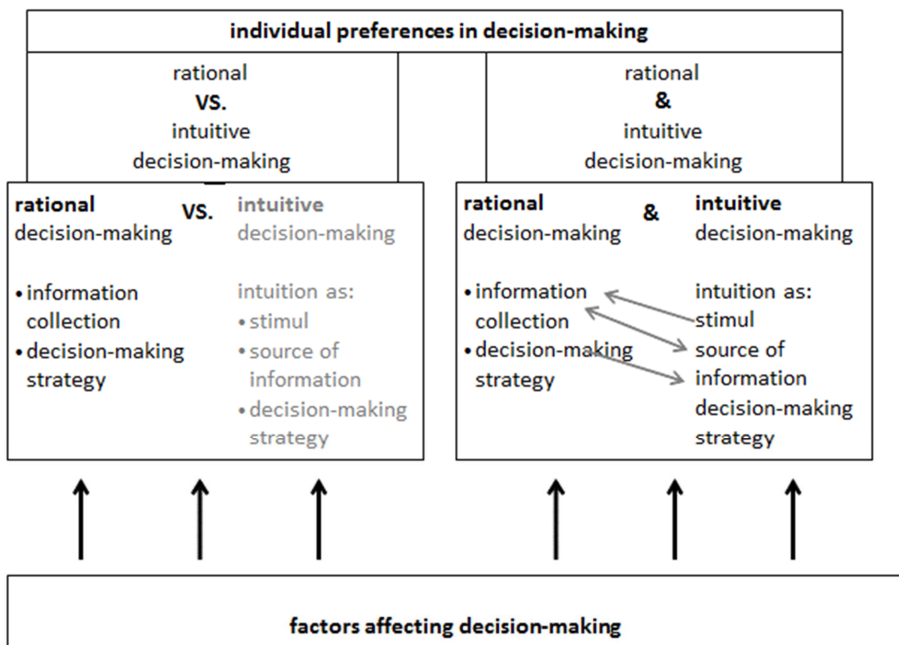 individual preferences in decision-making
rational
VS.
intuitive
decision-making
rational
&
intuitive
decision-making
rational
decision-making
VS.
intuitive
decision-making
• information
collection
• decision-making
strategy
intuition as:
• stimul
• source of
information
• decision-making
strategy
rational
decision-making
&
intuitive
decision-making
• information
collection
• decision-making
strategy
intuition as:
stimul
source of
information
decision-making
strategy
factors affecting decision-making